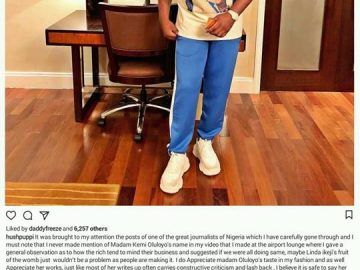 Liked by daddyfreeze and 6,257 others
hushpuppi It was brought to my attention the posts of one of the great journalists of Nigeria which i have carefully gone through and I
must note that I never made mention of Madam Kemi Oluloyo's name in my video that I made at the airport lounge where I gave a
general observation as to how the rich tend to mind their business and suggested if we were all doing same, maybe Linda ikeji's fruit
of the womb just wouldn't be a problem as people are making it. I do Appreciate madam Oluloyo's taste in my fashion and as well
Appreciate her works, just like most of her writes up often carries constructive criticism and lash back . I believe it is safe to say her